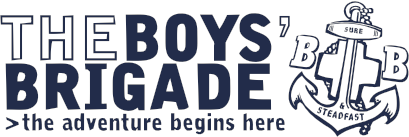 THE BOYS'
BRIGADE
>the adventure begins here
SURE
B B
&
STEADFAST